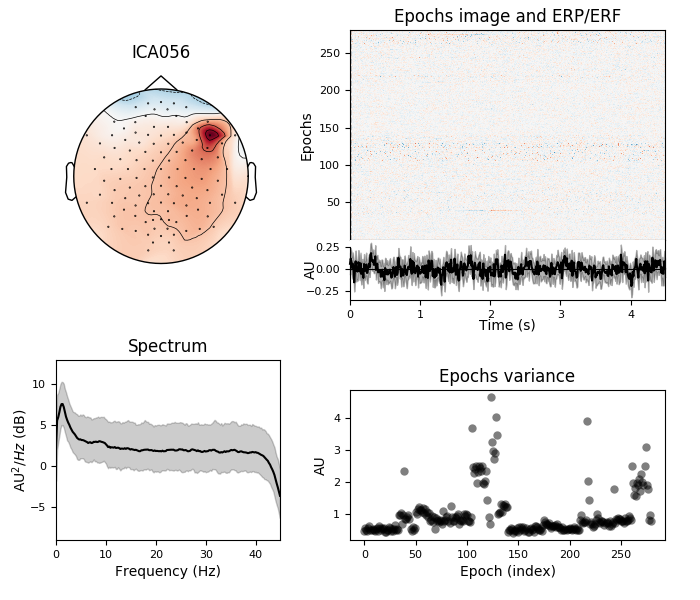 ICA056
Epochs image and ERP/ERF
Epochs
250
200
150
100
50
AU
0.25
0.00
−0.25
0 1 2 3 4
Time (s)
Spectrum
AU²/Hz (dB)
10
5
0
−5
0 10 20 30 40
Frequency (Hz)
Epochs variance
AU
4
3
2
1
0 50 100 150 200 250
Epoch (index)